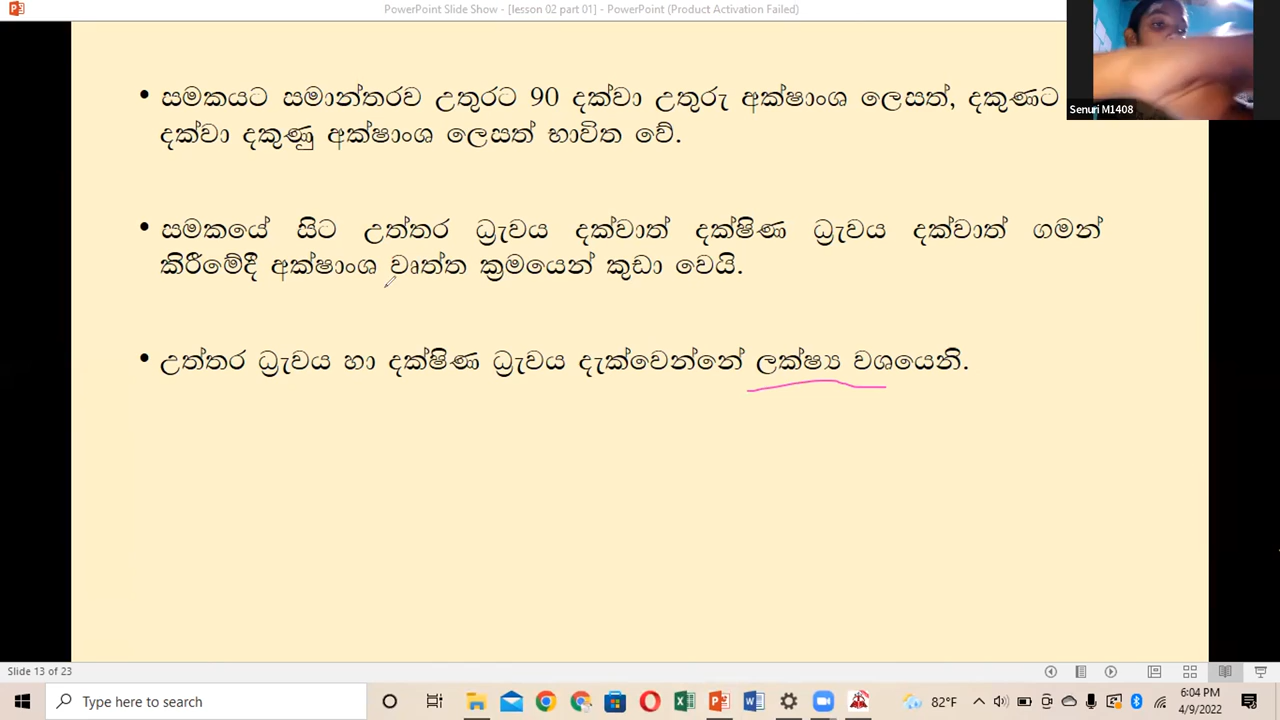 PowerPoint Slide Show - [lesson 02 part 01] - PowerPoint (Product Activation Failed)
Senuri M1408
• සමකයට සමාන්තරව උතුරට 90 දක්වා උතුරු අක්ෂාංශ ලෙසත්, දකුණට
දක්වා දකුණු අක්ෂාංශ ලෙසත් භාවිත වේ.
• සමකයේ සිට උත්තර ධ්‍රැවය දක්වාත් දක්ෂිණ ධ්‍රැවය දක්වාත් ගමන්
කිරීමේදී අක්ෂාංශ වෘත්ත ක්‍රමයෙන් කුඩා වෙයි.
• උත්තර ධ්‍රැවය හා දක්ෂිණ ධ්‍රැවය දැක්වෙන්නේ ලක්ෂ්‍ය වශයෙනි.
Slide 13 of 23
Type here to search
82°F
6:04 PM
4/9/2022